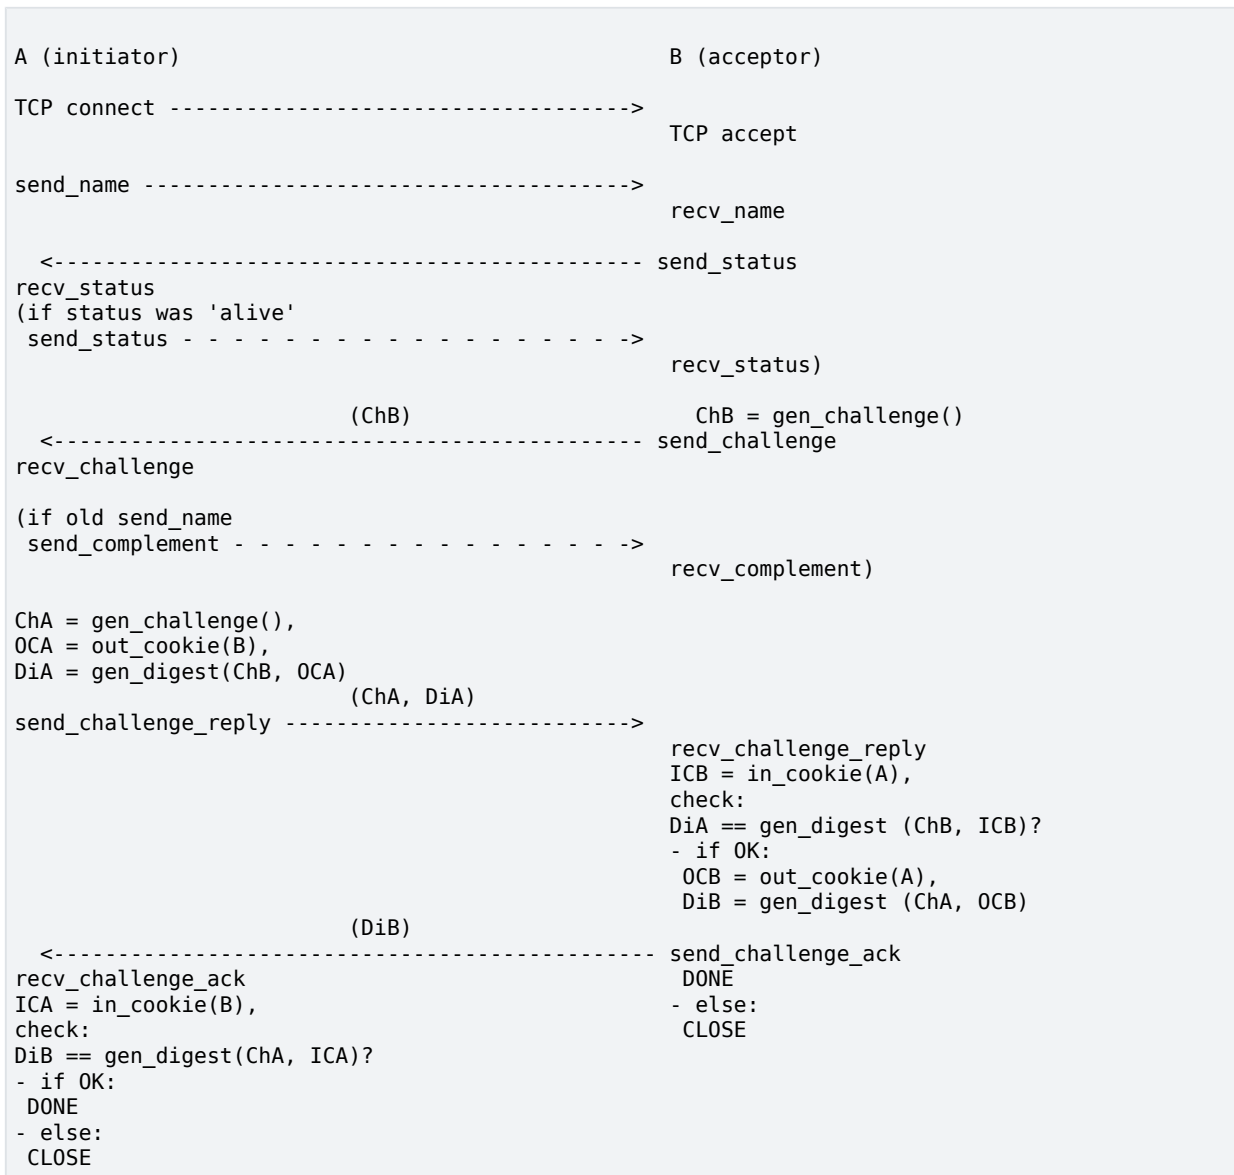 A (initiator)                                      B (acceptor)
TCP connect ------------------------------------>
                                                   TCP accept
send_name -------------------------------------->
                                                   recv_name
  <---------------------------------------------- send_status
recv_status
(if status was 'alive'
 send_status - - - - - - - - - - - - - - - - - ->
                                                   recv_status)
                          (ChB)                      ChB = gen_challenge()
  <---------------------------------------------- send_challenge
recv_challenge
(if old send_name
 send_complement - - - - - - - - - - - - - - - ->
                                                   recv_complement)
ChA = gen_challenge(),
OCA = out_cookie(B),
DiA = gen_digest(ChB, OCA)
                          (ChA, DiA)
send_challenge_reply --------------------------->
                                                   recv_challenge_reply
                                                   ICB = in_cookie(A),
                                                   check:
                                                   DiA == gen_digest (ChB, ICB)?
                                                   - if OK:
                                                    OCB = out_cookie(A),
                                                    DiB = gen_digest (ChA, OCB)
                          (DiB)
  <----------------------------------------------- send_challenge_ack
recv_challenge_ack                                  DONE
ICA = in_cookie(B),                                - else:
check:                                              CLOSE
DiB == gen_digest(ChA, ICA)?
- if OK:
 DONE
- else:
 CLOSE